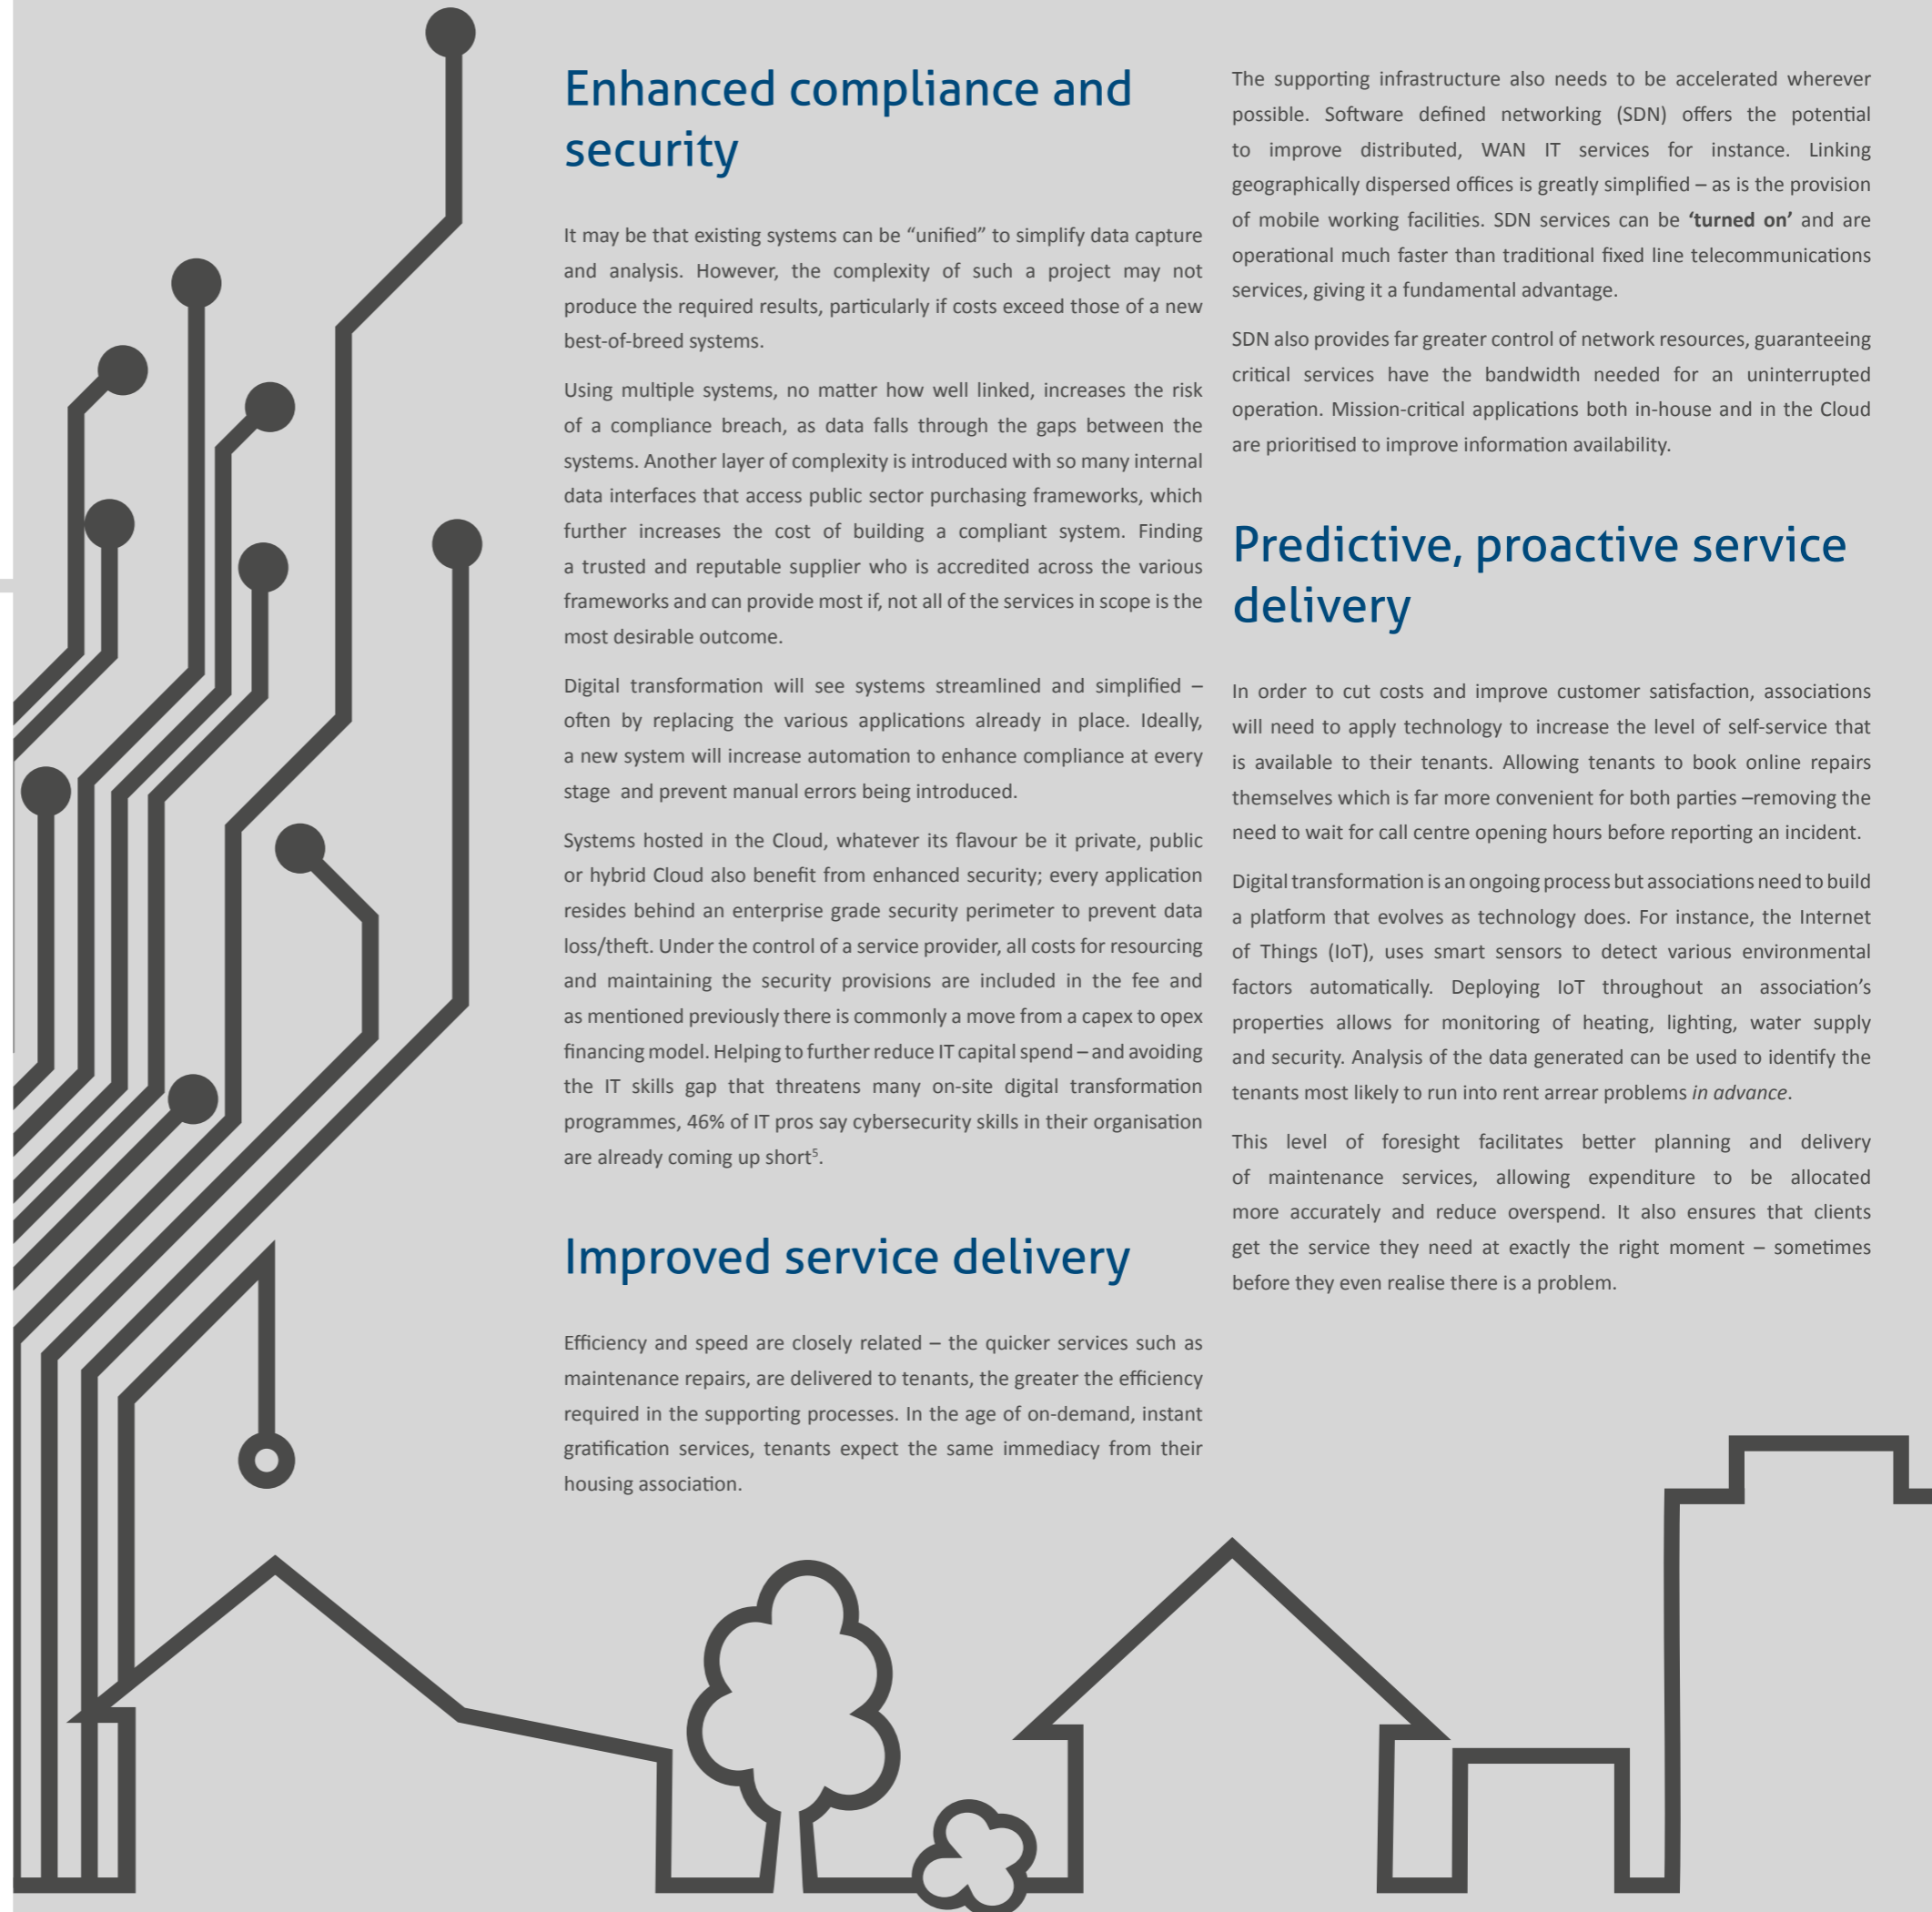 Enhanced compliance and
security
It may be that existing systems can be “unified” to simplify data capture
and analysis. However, the complexity of such a project may not
produce the required results, particularly if costs exceed those of a new
best-of-breed systems.
Using multiple systems, no matter how well linked, increases the risk
of a compliance breach, as data falls through the gaps between the
systems. Another layer of complexity is introduced with so many internal
data interfaces that access public sector purchasing frameworks, which
further increases the cost of building a compliant system. Finding
a trusted and reputable supplier who is accredited across the various
frameworks and can provide most if, not all of the services in scope is the
most desirable outcome.
Digital transformation will see systems streamlined and simplified –
often by replacing the various applications already in place. Ideally,
a new system will increase automation to enhance compliance at every
stage and prevent manual errors being introduced.
Systems hosted in the Cloud, whatever its flavour be it private, public
or hybrid Cloud also benefit from enhanced security; every application
resides behind an enterprise grade security perimeter to prevent data
loss/theft. Under the control of a service provider, all costs for resourcing
and maintaining the security provisions are included in the fee and
as mentioned previously there is commonly a move from a capex to opex
financing model. Helping to further reduce IT capital spend – and avoiding
the IT skills gap that threatens many on-site digital transformation
programmes, 46% of IT pros say cybersecurity skills in their organisation
are already coming up short⁵.
Improved service delivery
Efficiency and speed are closely related – the quicker services such as
maintenance repairs, are delivered to tenants, the greater the efficiency
required in the supporting processes. In the age of on-demand, instant
gratification services, tenants expect the same immediacy from their
housing association.
The supporting infrastructure also needs to be accelerated wherever
possible. Software defined networking (SDN) offers the potential
to improve distributed, WAN IT services for instance. Linking
geographically dispersed offices is greatly simplified – as is the provision
of mobile working facilities. SDN services can be ‘turned on’ and are
operational much faster than traditional fixed line telecommunications
services, giving it a fundamental advantage.
SDN also provides far greater control of network resources, guaranteeing
critical services have the bandwidth needed for an uninterrupted
operation. Mission-critical applications both in-house and in the Cloud
are prioritised to improve information availability.
Predictive, proactive service
delivery
In order to cut costs and improve customer satisfaction, associations
will need to apply technology to increase the level of self-service that
is available to their tenants. Allowing tenants to book online repairs
themselves which is far more convenient for both parties –removing the
need to wait for call centre opening hours before reporting an incident.
Digital transformation is an ongoing process but associations need to build
a platform that evolves as technology does. For instance, the Internet
of Things (IoT), uses smart sensors to detect various environmental
factors automatically. Deploying IoT throughout an association’s
properties allows for monitoring of heating, lighting, water supply
and security. Analysis of the data generated can be used to identify the
tenants most likely to run into rent arrear problems in advance.
This level of foresight facilitates better planning and delivery
of maintenance services, allowing expenditure to be allocated
more accurately and reduce overspend. It also ensures that clients
get the service they need at exactly the right moment – sometimes
before they even realise there is a problem.